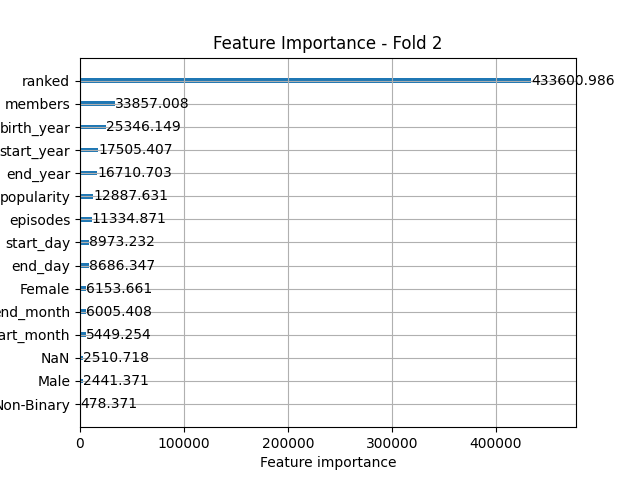 Feature Importance - Fold 2
ranked 433600.986
members 33857.008
birth_year 25346.149
start_year 17505.407
end_year 16710.703
popularity 12887.631
episodes 11334.871
start_day 8973.232
end_day 8686.347
Female 6153.661
end_month 6005.408
art_month 5449.254
NaN 2510.718
Male 2441.371
Non-Binary 478.371
0 100000 200000 300000 400000
Feature importance